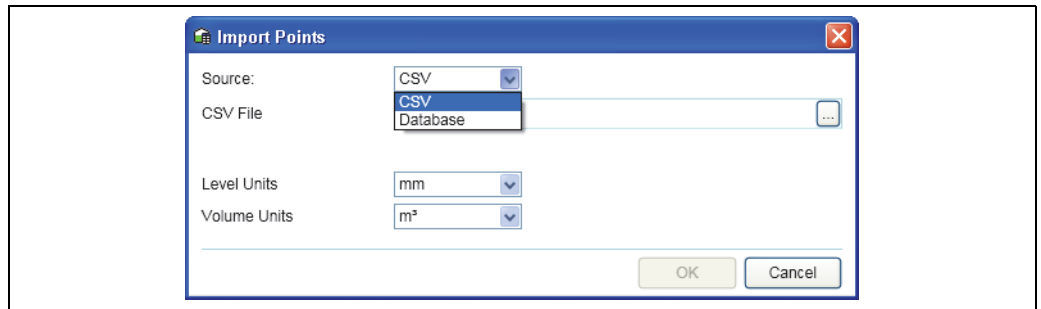 Import Points
Source: CSV
CSV
CSV File
Database
...
Level Units mm
Volume Units m³
OK Cancel